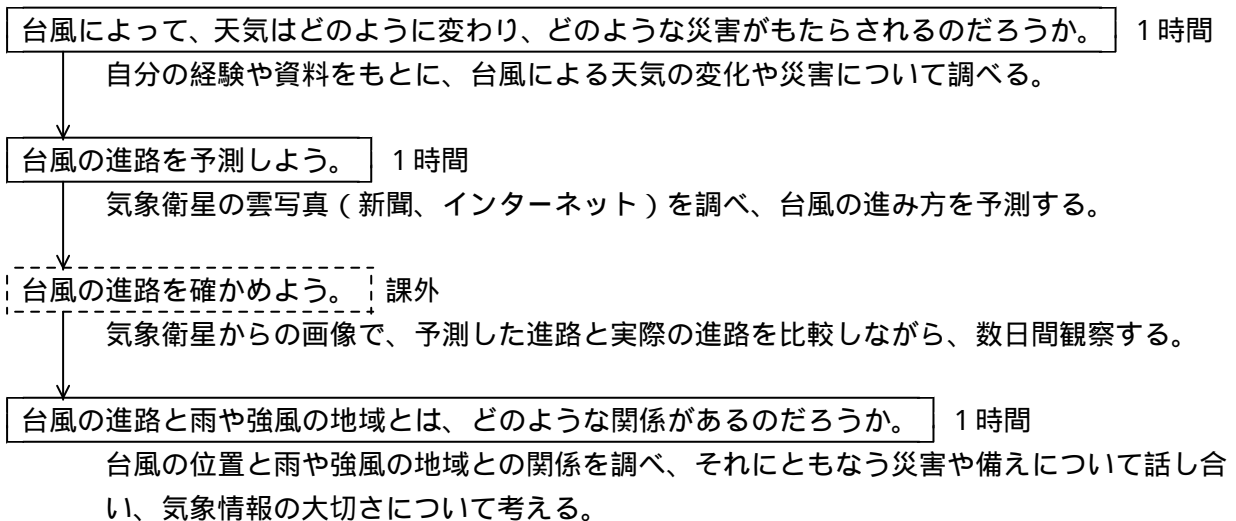 台風によって、天気はどのように変わり、どのような災害がもたらされるのだろうか。 1時間
自分の経験や資料をもとに、台風による天気の変化や災害について調べる。
台風の進路を予測しよう。 1時間
気象衛星の雲写真(新聞、インターネット)を調べ、台風の進み方を予測する。
台風の進路を確かめよう。 課外
気象衛星からの画像で、予測した進路と実際の進路を比較しながら、数日間観察する。
台風の進路と雨や強風の地域とは、どのような関係があるのだろうか。 1時間
台風の位置と雨や強風の地域との関係を調べ、それにともなう災害や備えについて話し合
い、気象情報の大切さについて考える。